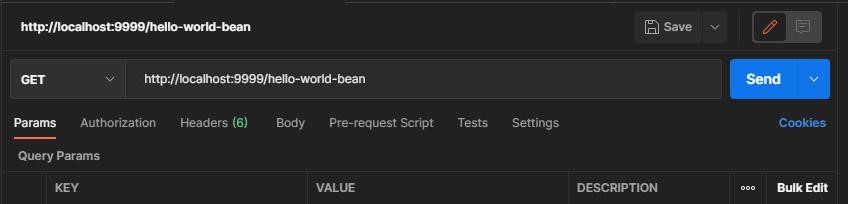 http://localhost:9999/hello-world-bean Save
GET http://localhost:9999/hello-world-bean Send
Params Authorization Headers (6) Body Pre-request Script Tests Settings Cookies
Query Params
KEY VALUE DESCRIPTION Bulk Edit